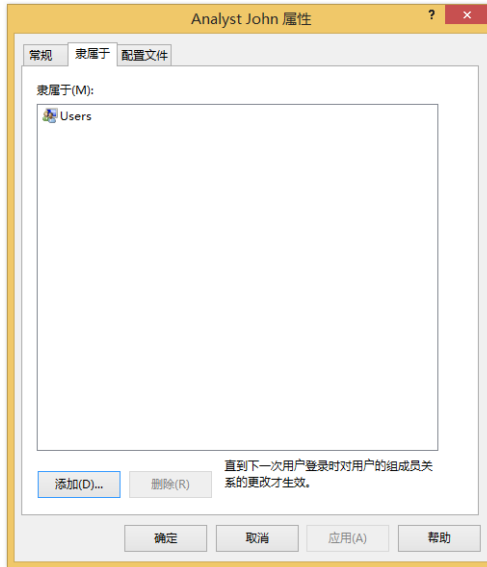 Analyst John 属性
?
×
常规 隶属于 配置文件
隶属于(M):
Users
直到下一次用户登录时对用户的组成员关
系的更改才生效。
添加(D)... 删除(R)
确定 取消 应用(A) 帮助